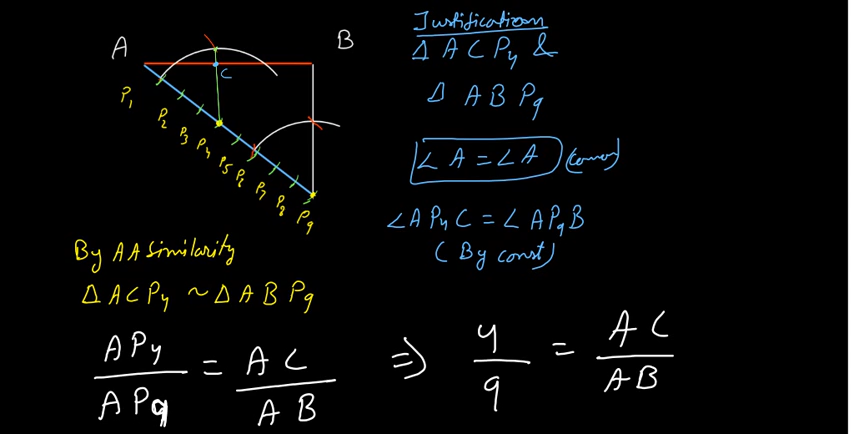 A
B
C
P1
P2
P3
P4
P5
P6
P7
P8
P9
Justification
Δ A C P4 &
Δ A B P9
∠ A = ∠ A (common)
∠ A P4 C = ∠ A P9 B
( By const)
By AA Similarity
Δ A C P4 ~ Δ A B P9
A P4 / A P9 = A C / A B ⇒ 4 / 9 = A C / A B